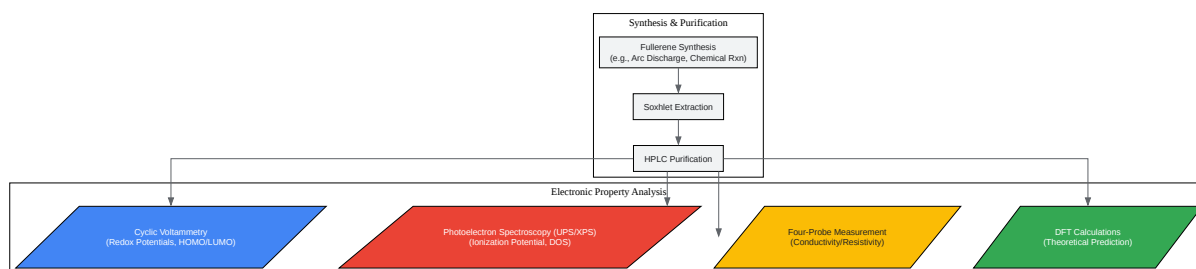 Synthesis & Purification
Fullerene Synthesis
(e.g., Arc Discharge, Chemical Rxn)
Soxhlet Extraction
HPLC Purification
Electronic Property Analysis
Cyclic Voltammetry
(Redox Potentials, HOMO/LUMO)
Photoelectron Spectroscopy (UPS/XPS)
(Ionization Potential, DOS)
Four-Probe Measurement
(Conductivity/Resistivity)
DFT Calculations
(Theoretical Prediction)